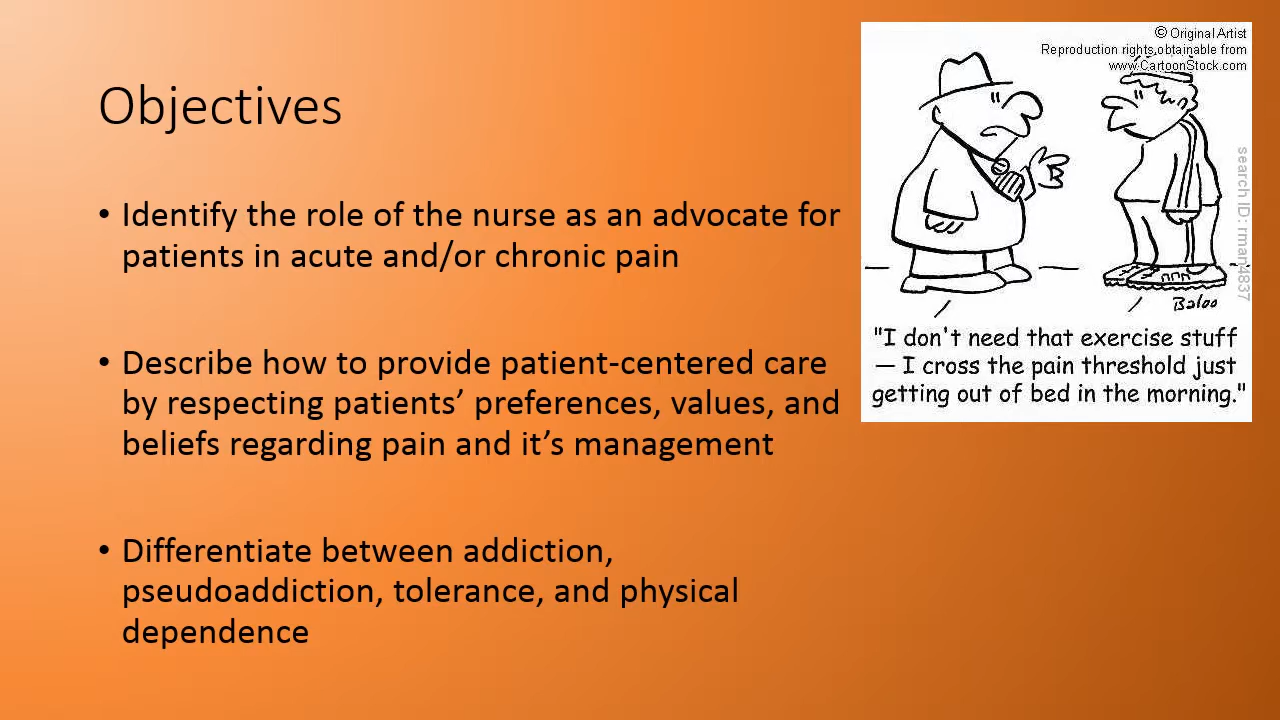 Objectives
• Identify the role of the nurse as an advocate for
patients in acute and/or chronic pain
• Describe how to provide patient-centered care
by respecting patients’ preferences, values, and
beliefs regarding pain and it’s management
• Differentiate between addiction,
pseudoaddiction, tolerance, and physical
dependence
© Original Artist
Reproduction rights obtainable from
www.CartoonStock.com
search ID: rman4837
Baloo
"I don't need that exercise stuff
— I cross the pain threshold just
getting out of bed in the morning."